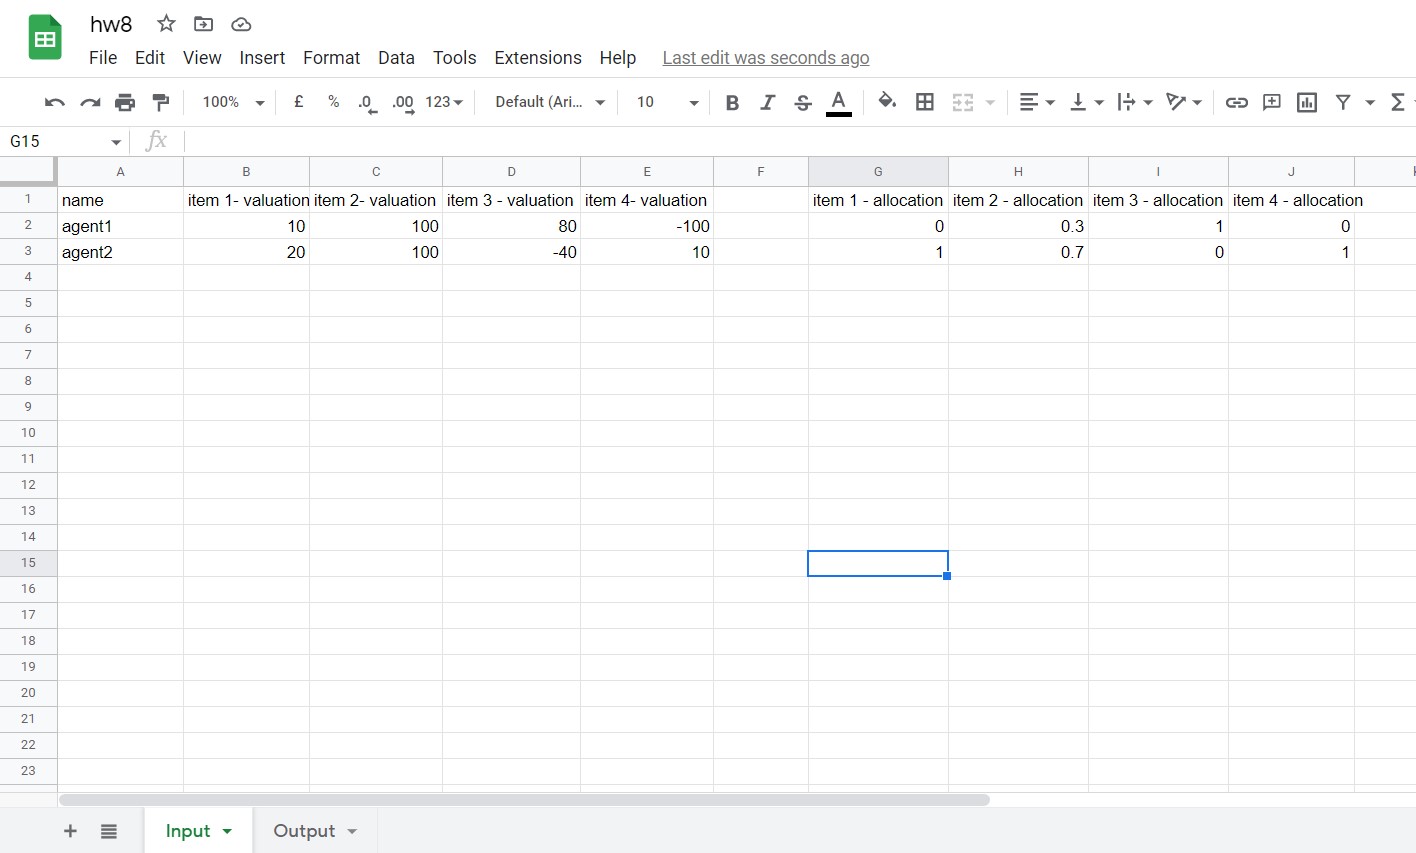 hw8
File Edit View Insert Format Data Tools Extensions Help Last edit was seconds ago
100% £ % .0 .00 123 Default (Ari... 10 B I S A Σ
G15 fx
A B C D E F G H I J
1 name item 1- valuation item 2- valuation item 3 - valuation item 4- valuation item 1 - allocation item 2 - allocation item 3 - allocation item 4 - allocation
2 agent1 10 100 80 -100 0 0.3 1 0
3 agent2 20 100 -40 10 1 0.7 0 1
4
5
6
7
8
9
10
11
12
13
14
15
16
17
18
19
20
21
22
23
+ Input Output